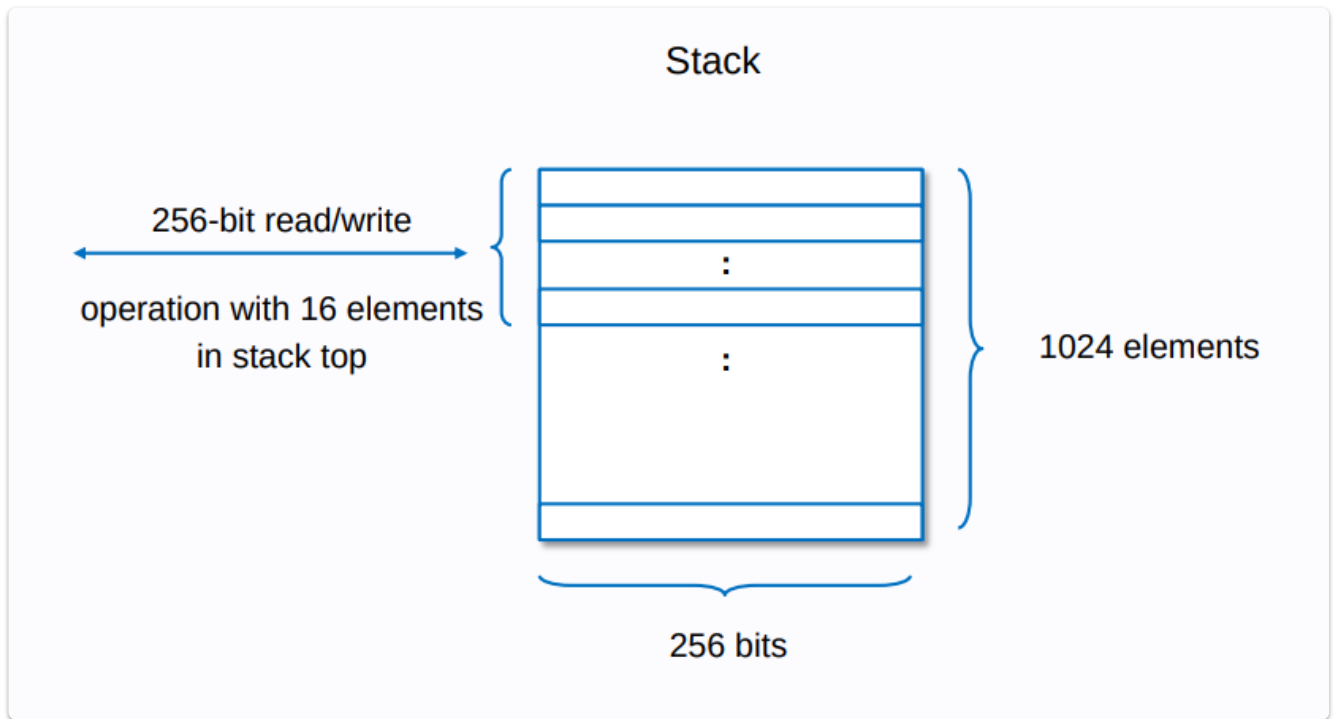 Stack
256-bit read/write
operation with 16 elements
in stack top
:
:
1024 elements
256 bits